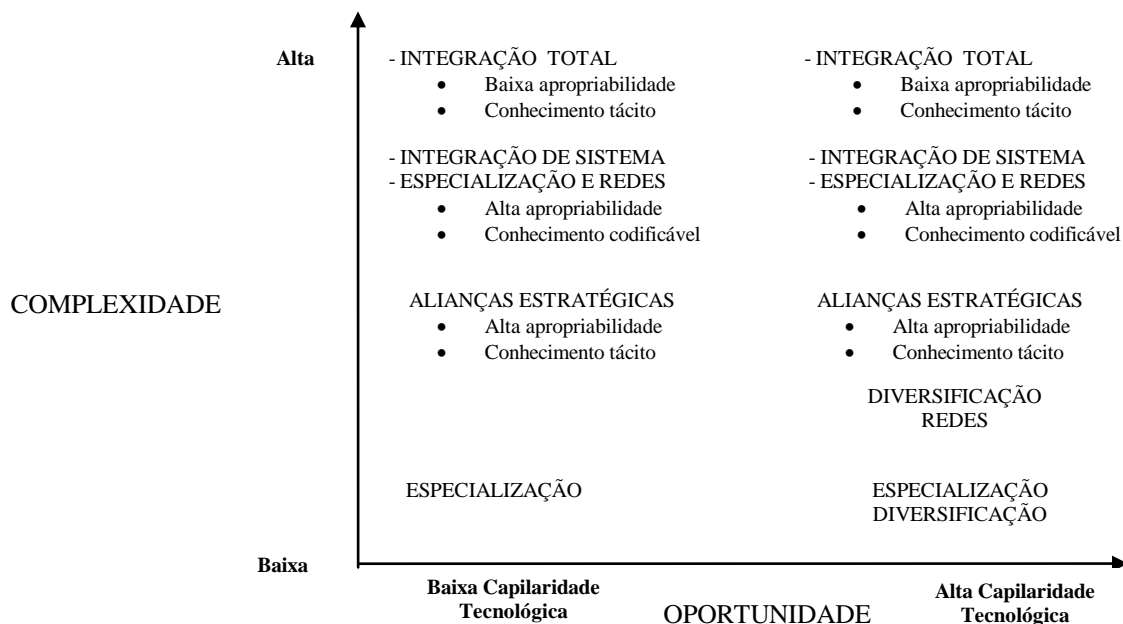 Alta
- INTEGRAÇÃO TOTAL
• Baixa apropriabilidade
• Conhecimento tácito
- INTEGRAÇÃO DE SISTEMA
- ESPECIALIZAÇÃO E REDES
• Alta apropriabilidade
• Conhecimento codificável
ALIANÇAS ESTRATÉGICAS
• Alta apropriabilidade
• Conhecimento tácito
ESPECIALIZAÇÃO
- INTEGRAÇÃO TOTAL
• Baixa apropriabilidade
• Conhecimento tácito
- INTEGRAÇÃO DE SISTEMA
- ESPECIALIZAÇÃO E REDES
• Alta apropriabilidade
• Conhecimento codificável
ALIANÇAS ESTRATÉGICAS
• Alta apropriabilidade
• Conhecimento tácito
DIVERSIFICAÇÃO
REDES
ESPECIALIZAÇÃO
DIVERSIFICAÇÃO
COMPLEXIDADE
Baixa
Baixa Capilaridade
Tecnológica
OPORTUNIDADE
Alta Capilaridade
Tecnológica